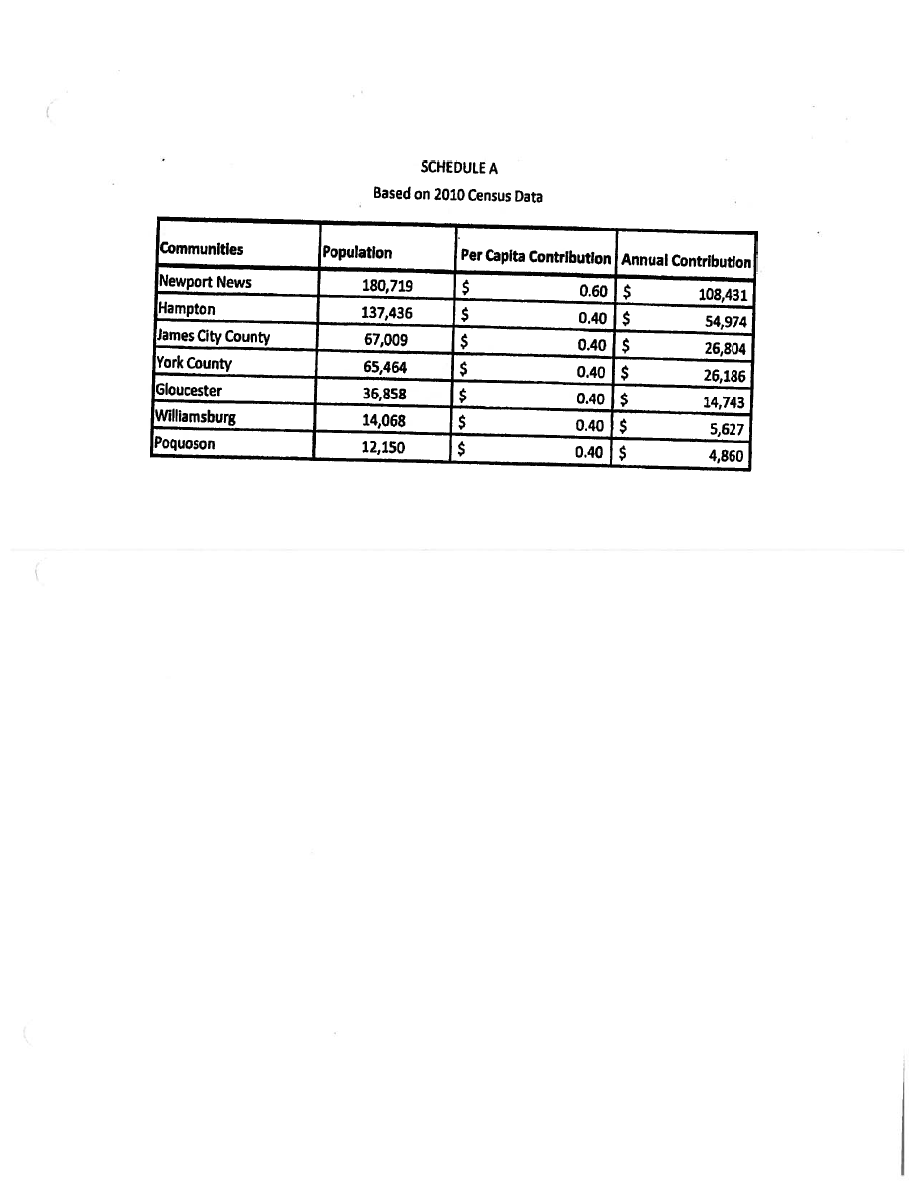 SCHEDULE A
Based on 2010 Census Data
Communities Population Per Capita Contribution Annual Contribution
Newport News 180,719 $ 0.60 $ 108,431
Hampton 137,436 $ 0.40 $ 54,974
James City County 67,009 $ 0.40 $ 26,804
York County 65,464 $ 0.40 $ 26,186
Gloucester 36,858 $ 0.40 $ 14,743
Williamsburg 14,068 $ 0.40 $ 5,627
Poquoson 12,150 $ 0.40 $ 4,860